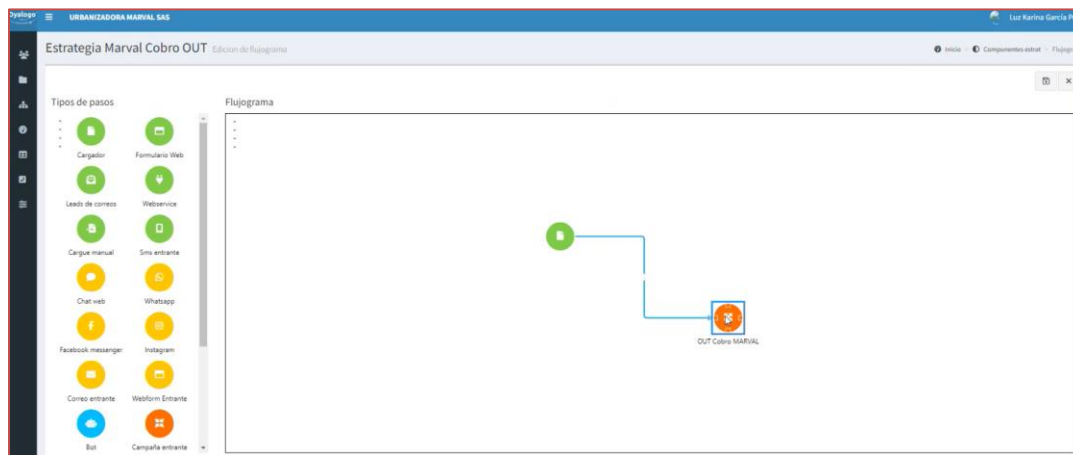 Dyalogo
URBANIZADORA MARVAL SAS
Luz Karina García P
Estrategia Marval Cobro OUT Edicion de flujograma
Inicio Componentes estrat Flujogr
Tipos de pasos
Flujograma
Cargador Formulario Web
Leads de correos Webservice
Cargue manual Sms entrante
Chat web Whatsapp
Facebook messenger Instagram
Correo entrante Webform Entrante
Bot Campaña entrante
OUT Cobro MARVAL